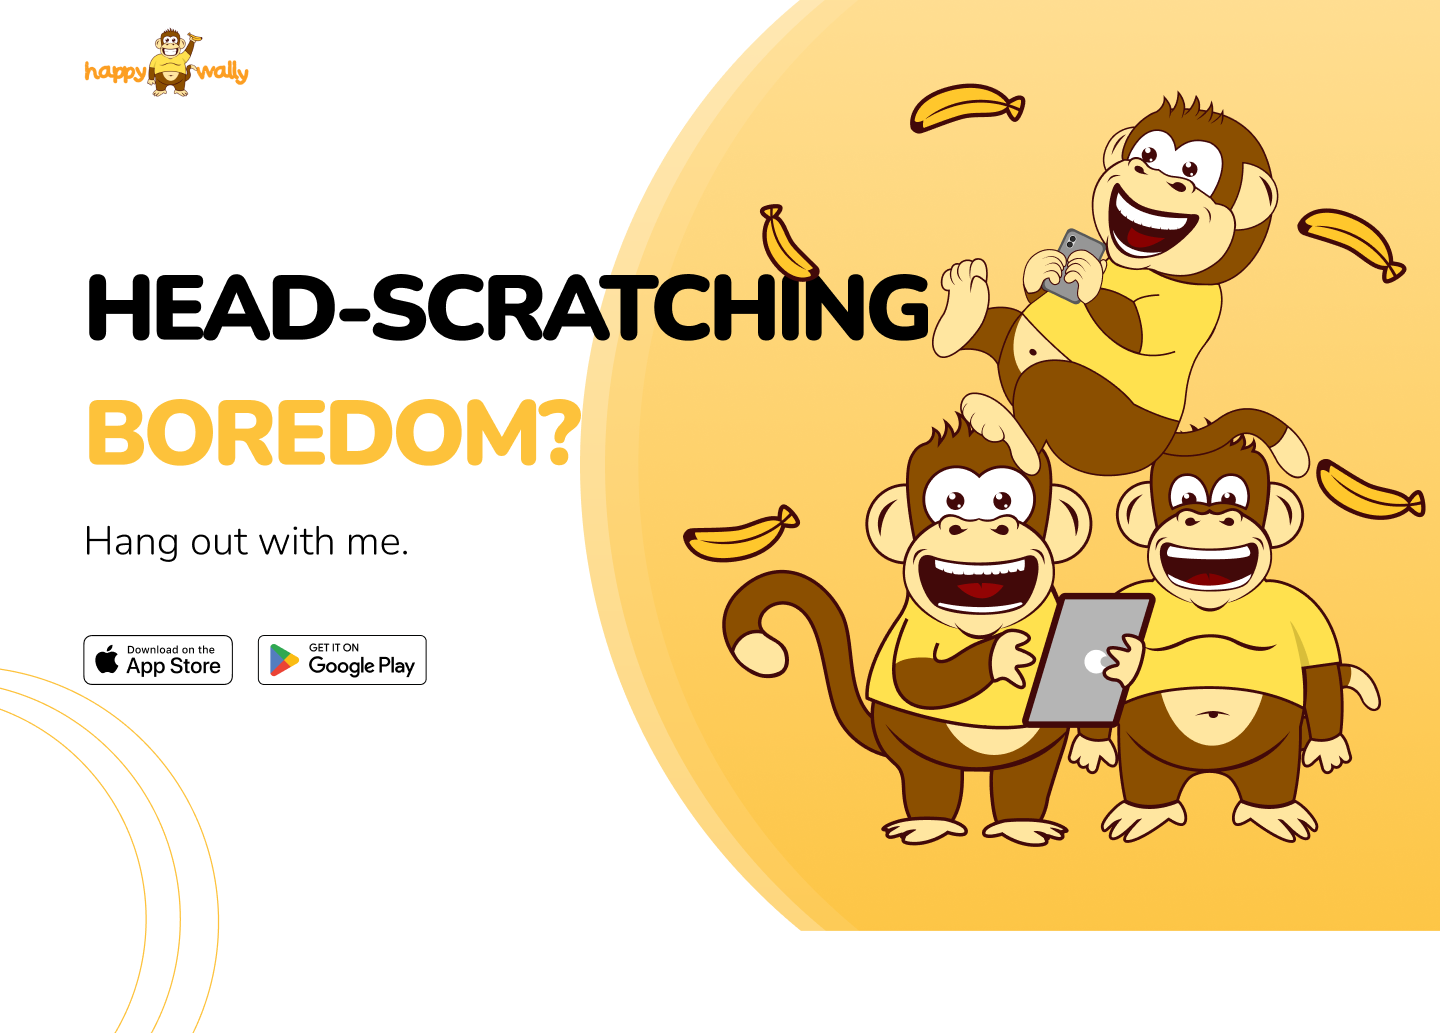 happy wally
HEAD-SCRATCHING
BOREDOM?
Hang out with me.
Download on the
App Store
GET IT ON
Google Play